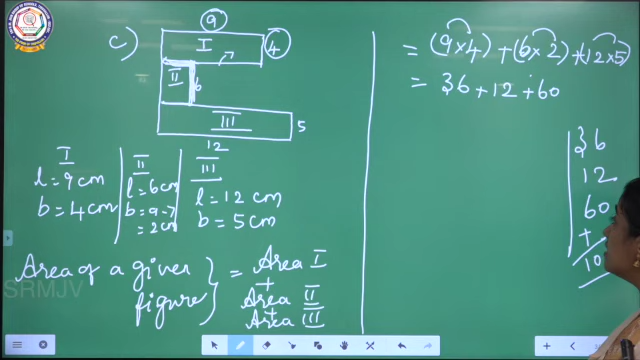 c)
9
I
4
II
6
III
5
12
I
l = 9 cm
b = 4 cm
II
l = 6 cm
b = 9 - 7
= 2 cm
III
l = 12 cm
b = 5 cm
Area of a given figure } = Area I
+
Area II
+
Area III
= (9 × 4) + (6 × 2) + (12 × 5)
= 36 + 12 + 60
36
12
60
+
10
SRMJV